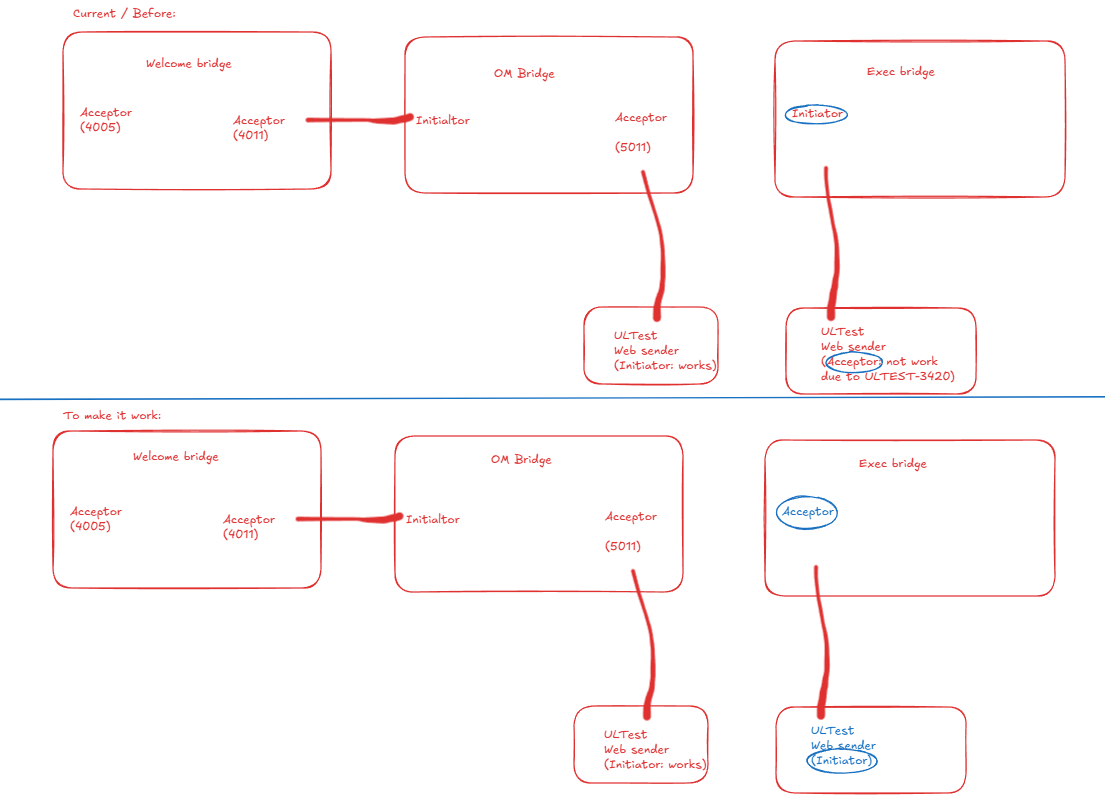 Current / Before:
Welcome bridge
Acceptor
(4005)
Acceptor
(4011)
OM Bridge
Initialtor
Acceptor
(5011)
Exec bridge
Initiator
ULTest
Web sender
(Initiator: works)
ULTest
Web sender
(Acceptor: not work
due to ULTEST-3420)
To make it work:
Welcome bridge
Acceptor
(4005)
Acceptor
(4011)
OM Bridge
Initialtor
Acceptor
(5011)
Exec bridge
Acceptor
ULTest
Web sender
(Initiator: works)
ULTest
Web sender
(Initiator)